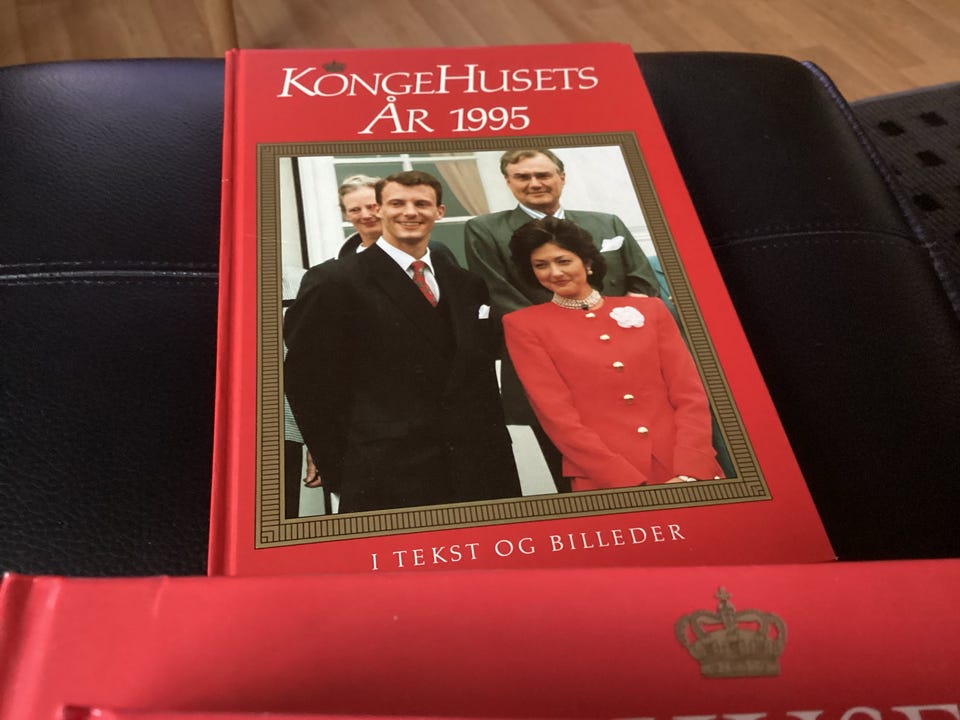 KONGEHUSETS
ÅR 1995
I TEKST OG BILLEDER